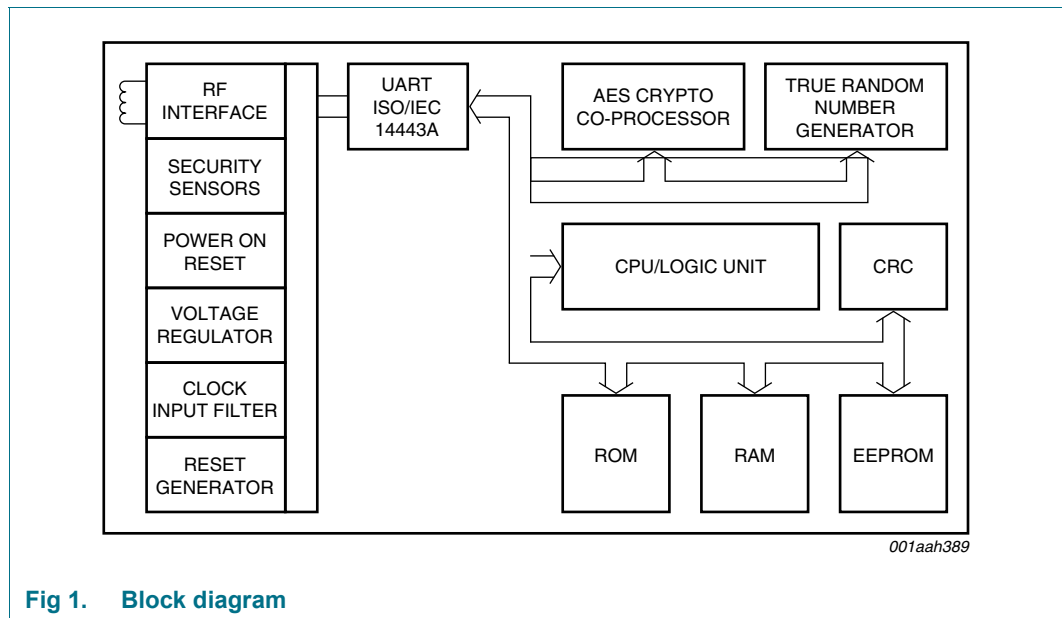 RF
INTERFACE
SECURITY
SENSORS
POWER ON
RESET
VOLTAGE
REGULATOR
CLOCK
INPUT FILTER
RESET
GENERATOR
UART
ISO/IEC
14443A
AES CRYPTO
CO-PROCESSOR
TRUE RANDOM
NUMBER
GENERATOR
CPU/LOGIC UNIT
CRC
ROM
RAM
EEPROM
001aah389
Fig 1. Block diagram